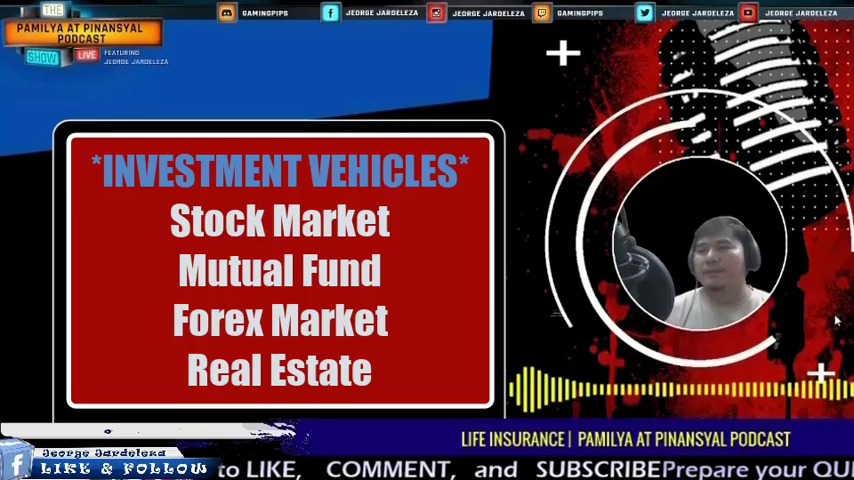 THE
PAMILYA AT PINANSYAL
PODCAST
SHOW
LIVE
FEATURING
JEORGE JARDELEZA
GAMINGPIPS
JEORGE JARDELEZA
JEORGE JARDELEZA
GAMINGPIPS
JEORGE JARDELEZA
JEORGE JARDELEZA
*INVESTMENT VEHICLES*
Stock Market
Mutual Fund
Forex Market
Real Estate
LIFE INSURANCE | PAMILYA AT PINANSYAL PODCAST
Jeorge Jardeleza
LIKE & FOLLOW
to LIKE, COMMENT, and SUBSCRIBEPrepare your QU